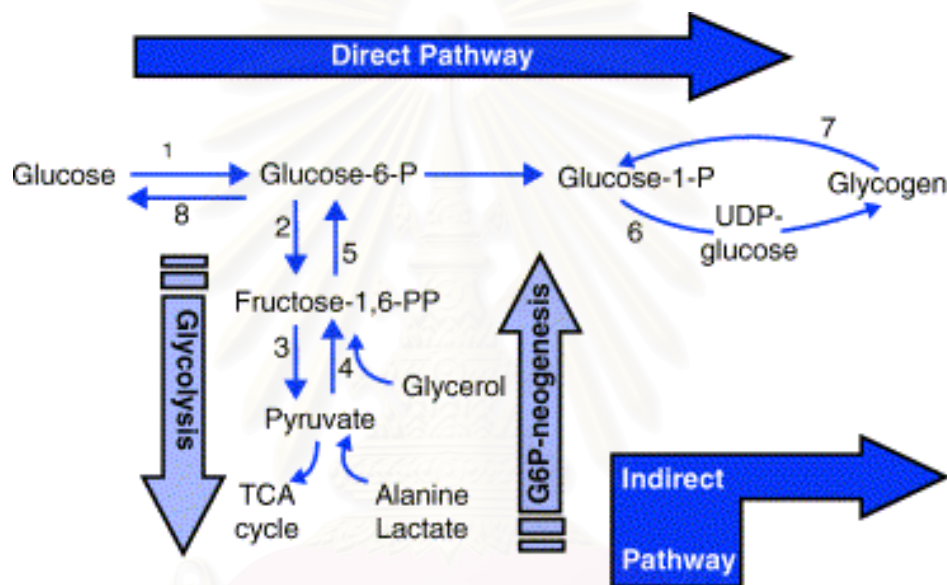 Direct Pathway
1
7
Glucose
Glucose-6-P
Glucose-1-P
Glycogen
8
2
5
6
UDP-
glucose
Fructose-1,6-PP
Glycolysis
3
4
Glycerol
G6P-neogenesis
Pyruvate
TCA
cycle
Alanine
Lactate
Indirect
Pathway